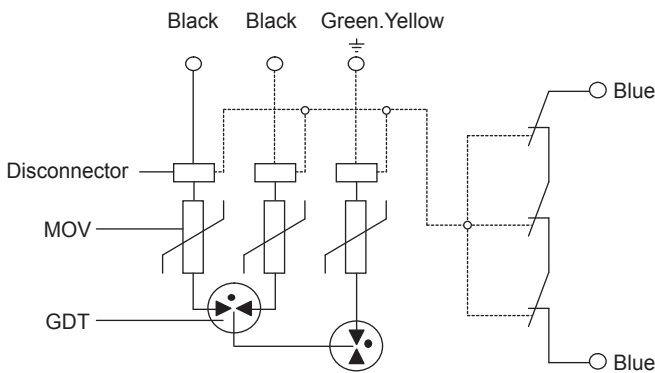 Black Black Green.Yellow
Blue
Disconnector
MOV
GDT
Blue